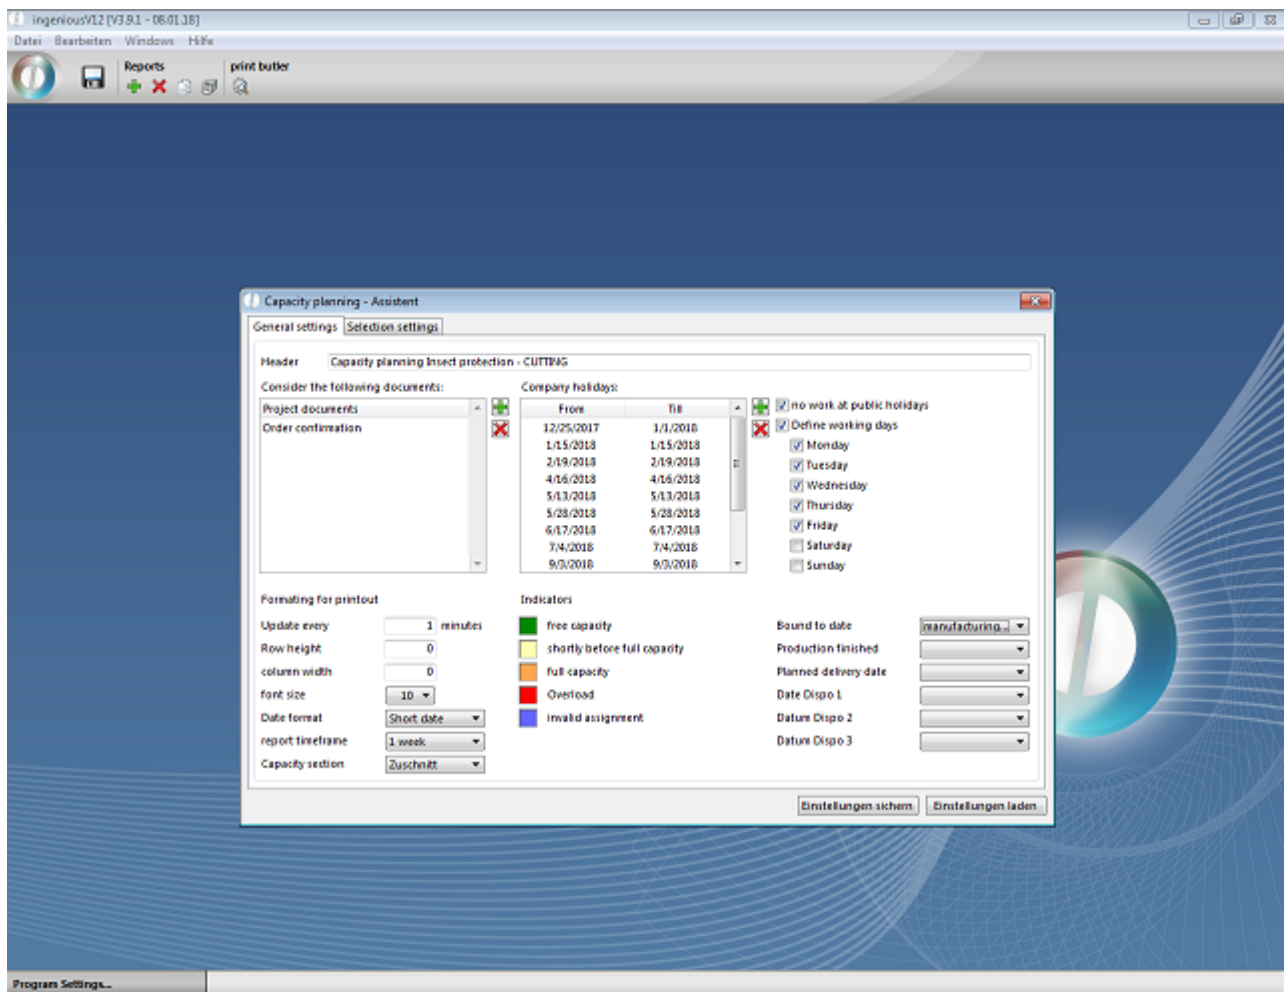 ingeniousV12 [V3.9.1 - 08.01.18]
Datei Bearbeiten Windows Hilfe
Reports print butler
Capacity planning - Assistent
General settings Selection settings
Header Capacity planning Insect protection - CUTTING
Consider the following documents: Company holidays:
Project documents From Till no work at public holidays
Order confirmation 12/25/2017 1/1/2018 Define working days
1/15/2018 1/15/2018 Monday
2/19/2018 2/19/2018 Tuesday
4/16/2018 4/16/2018 Wednesday
5/13/2018 5/13/2018 Thursday
5/28/2018 5/28/2018
6/17/2018 6/17/2018 Friday
7/4/2018 7/4/2018 Saturday
9/3/2018 9/3/2018 Sunday
Formating for printout Indicators
Update every 1 minutes free capacity Bound to date manufacturing...
Row height 0 shortly before full capacity Production finished
column width 0 full capacity Planned delivery date
font size 10 Overload Date Dispo 1
Date format Short date invalid assignment Datum Dispo 2
report timeframe 1 week Datum Dispo 3
Capacity section Zuschnitt
Einstellungen sichern Einstellungen laden
Program Settings...